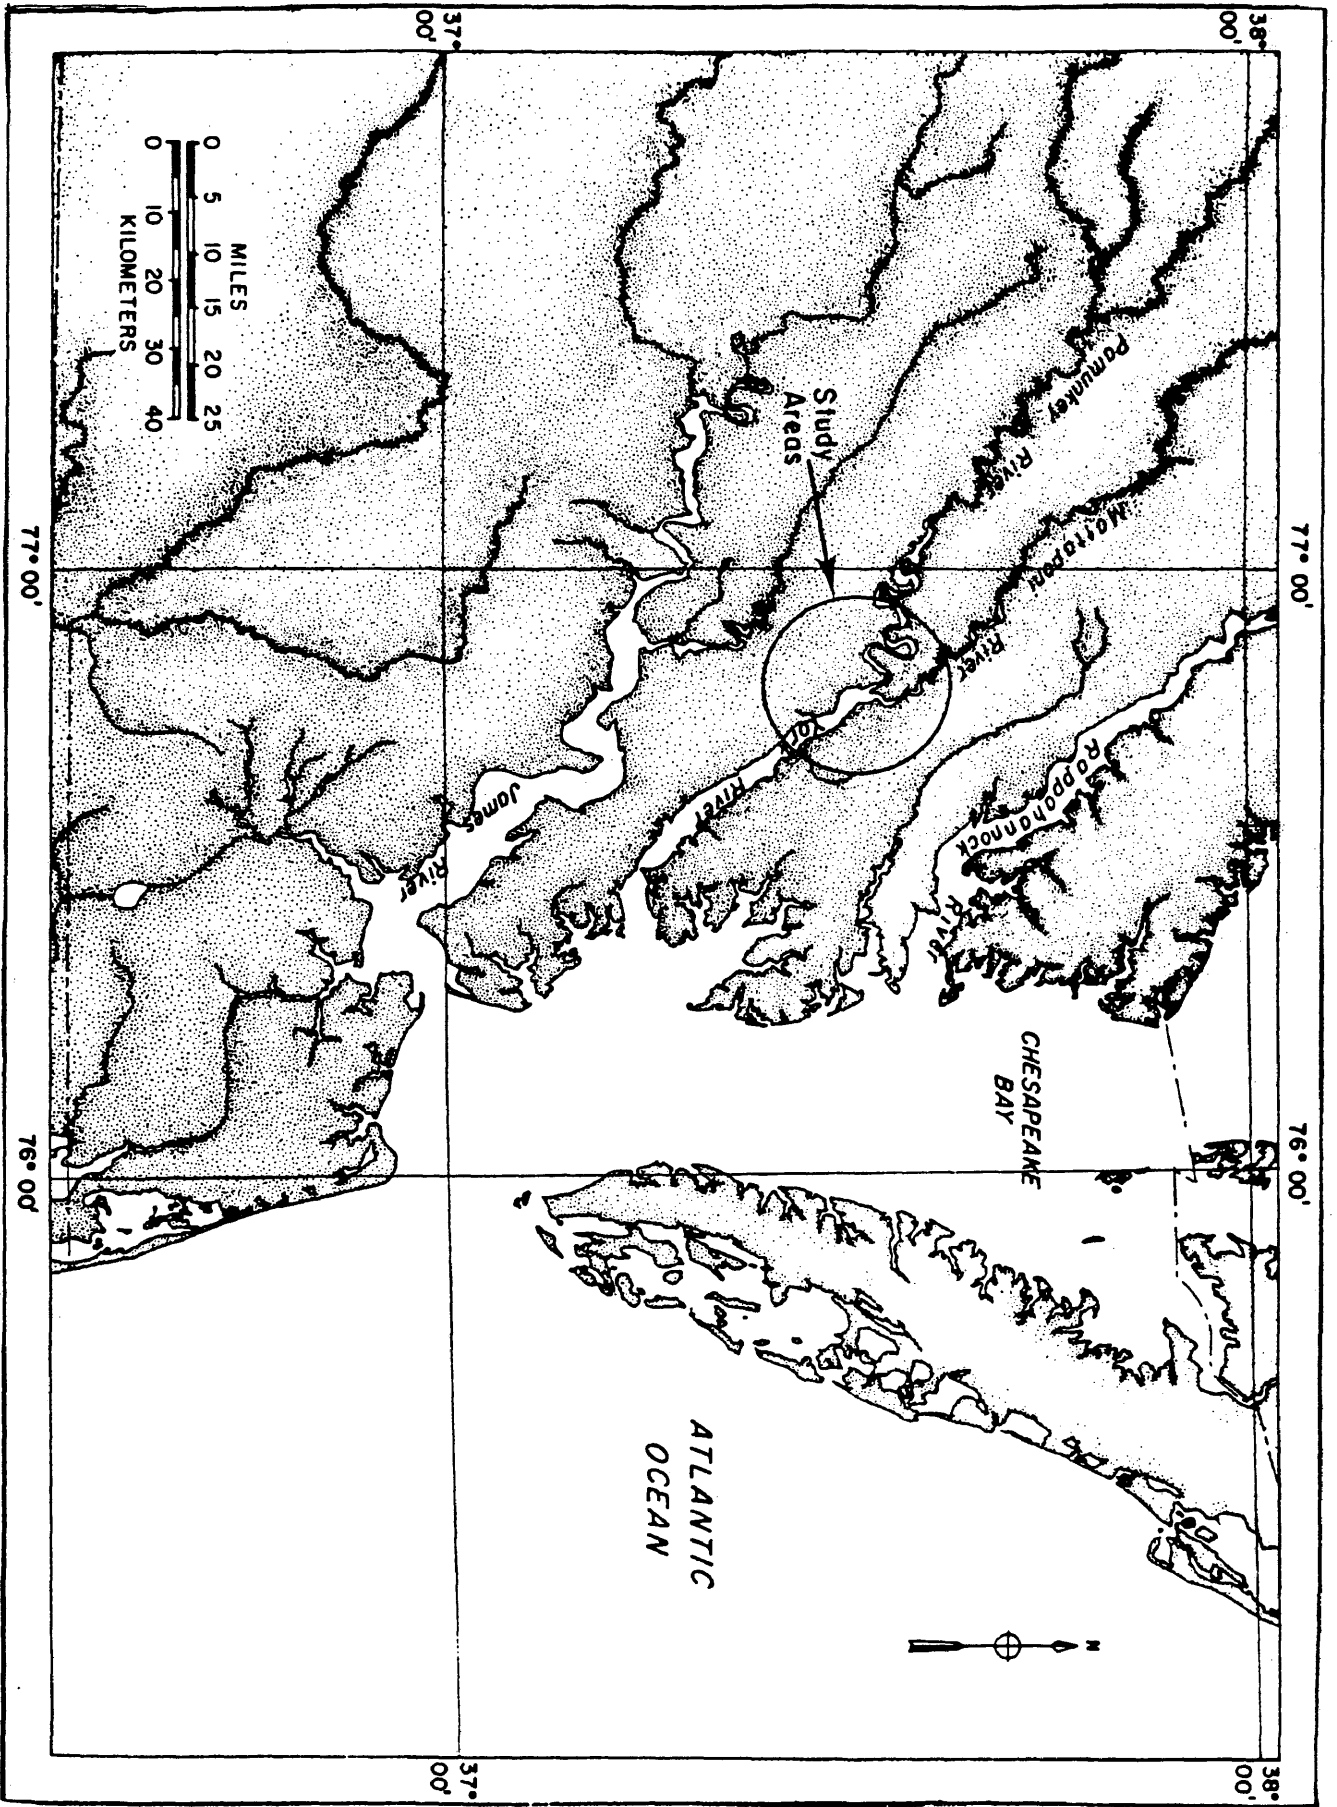 37°
00'
38°
00'
0 5 10 15 20 25
MILES
0 10 20 30 40
KILOMETERS
Study
Areas
Pamunkey
River
Mattaponi
River
York
River
Rappahannock
River
James
River
77° 00'
77° 00'
CHESAPEAKE
BAY
76° 00'
76° 00'
ATLANTIC
OCEAN
N
37°
00'
38°
00'